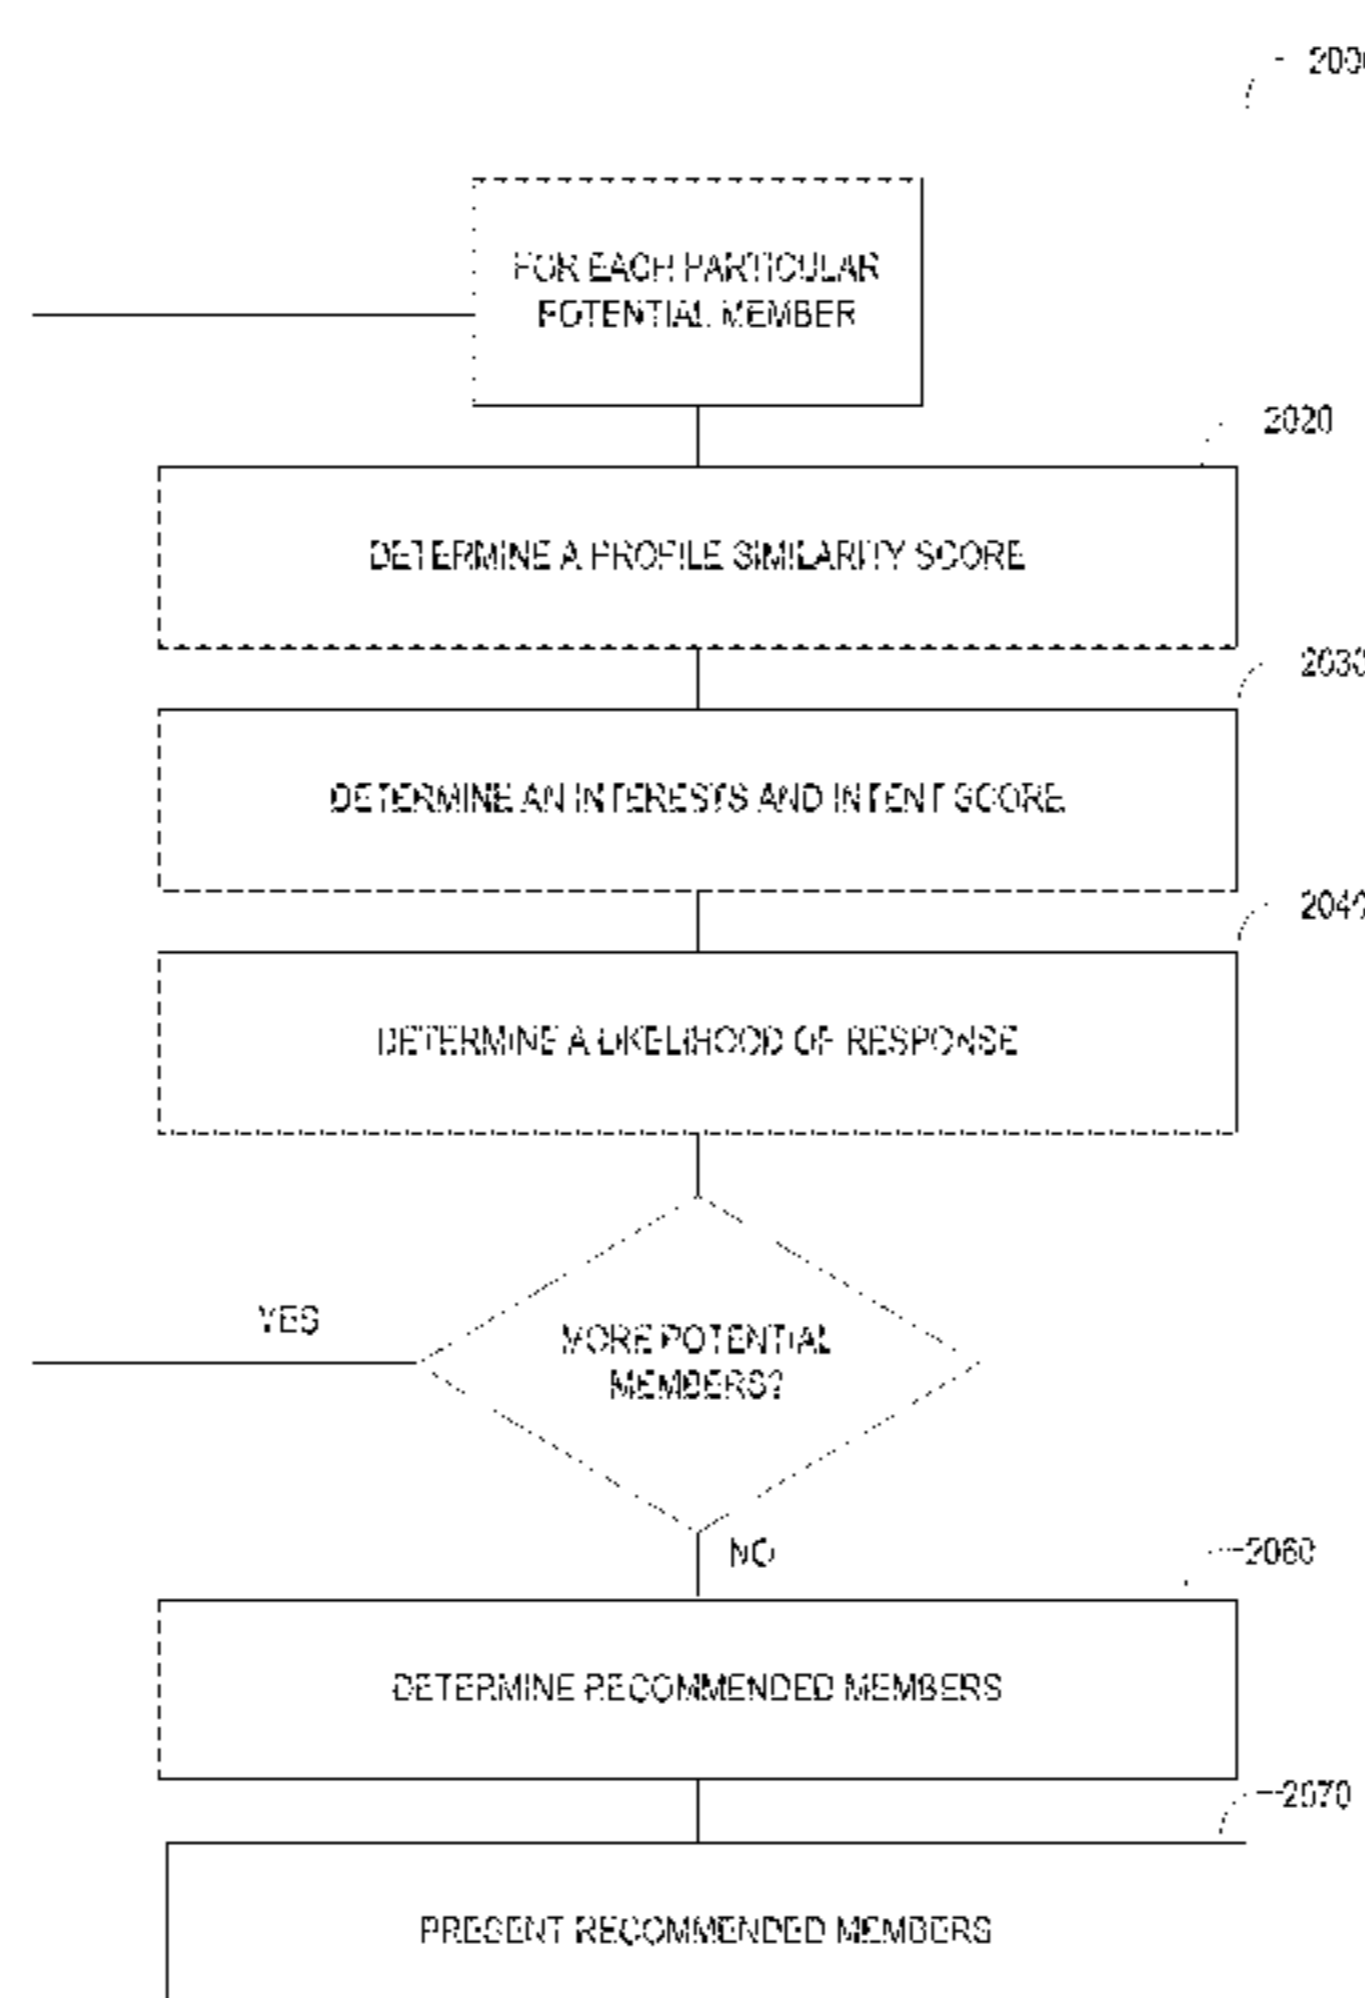 2000
FOR EACH PARTICULAR
POTENTIAL MEMBER
2020
DETERMINE A PROFILE SIMILARITY SCORE
2030
DETERMINE AN INTERESTS AND INTENT SCORE
2040
DETERMINE A LIKELIHOOD OF RESPONSE
YES
MORE POTENTIAL
MEMBERS?
NO
2060
DETERMINE RECOMMENDED MEMBERS
2070
PRESENT RECOMMENDED MEMBERS